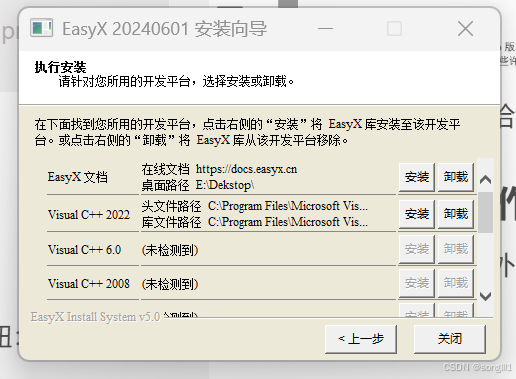 EasyX 20240601 安装向导
执行安装
请针对您所用的开发平台，选择安装或卸载。
在下面找到您所用的开发平台，点击右侧的“安装”将 EasyX 库安装至该开发平
台。或点击右侧的“卸载”将 EasyX 库从该开发平台移除。
EasyX 文档
在线文档 https://docs.easyx.cn
桌面路径 E:\Dekstop\
安装 卸载
Visual C++ 2022
头文件路径 C:\Program Files\Microsoft Vis...
库文件路径 C:\Program Files\Microsoft Vis...
安装 卸载
Visual C++ 6.0 (未检测到) 安装 卸载
Visual C++ 2008 (未检测到) 安装 卸载
EasyX Install System v5.0
< 上一步 关闭
CSDN @sorgill1